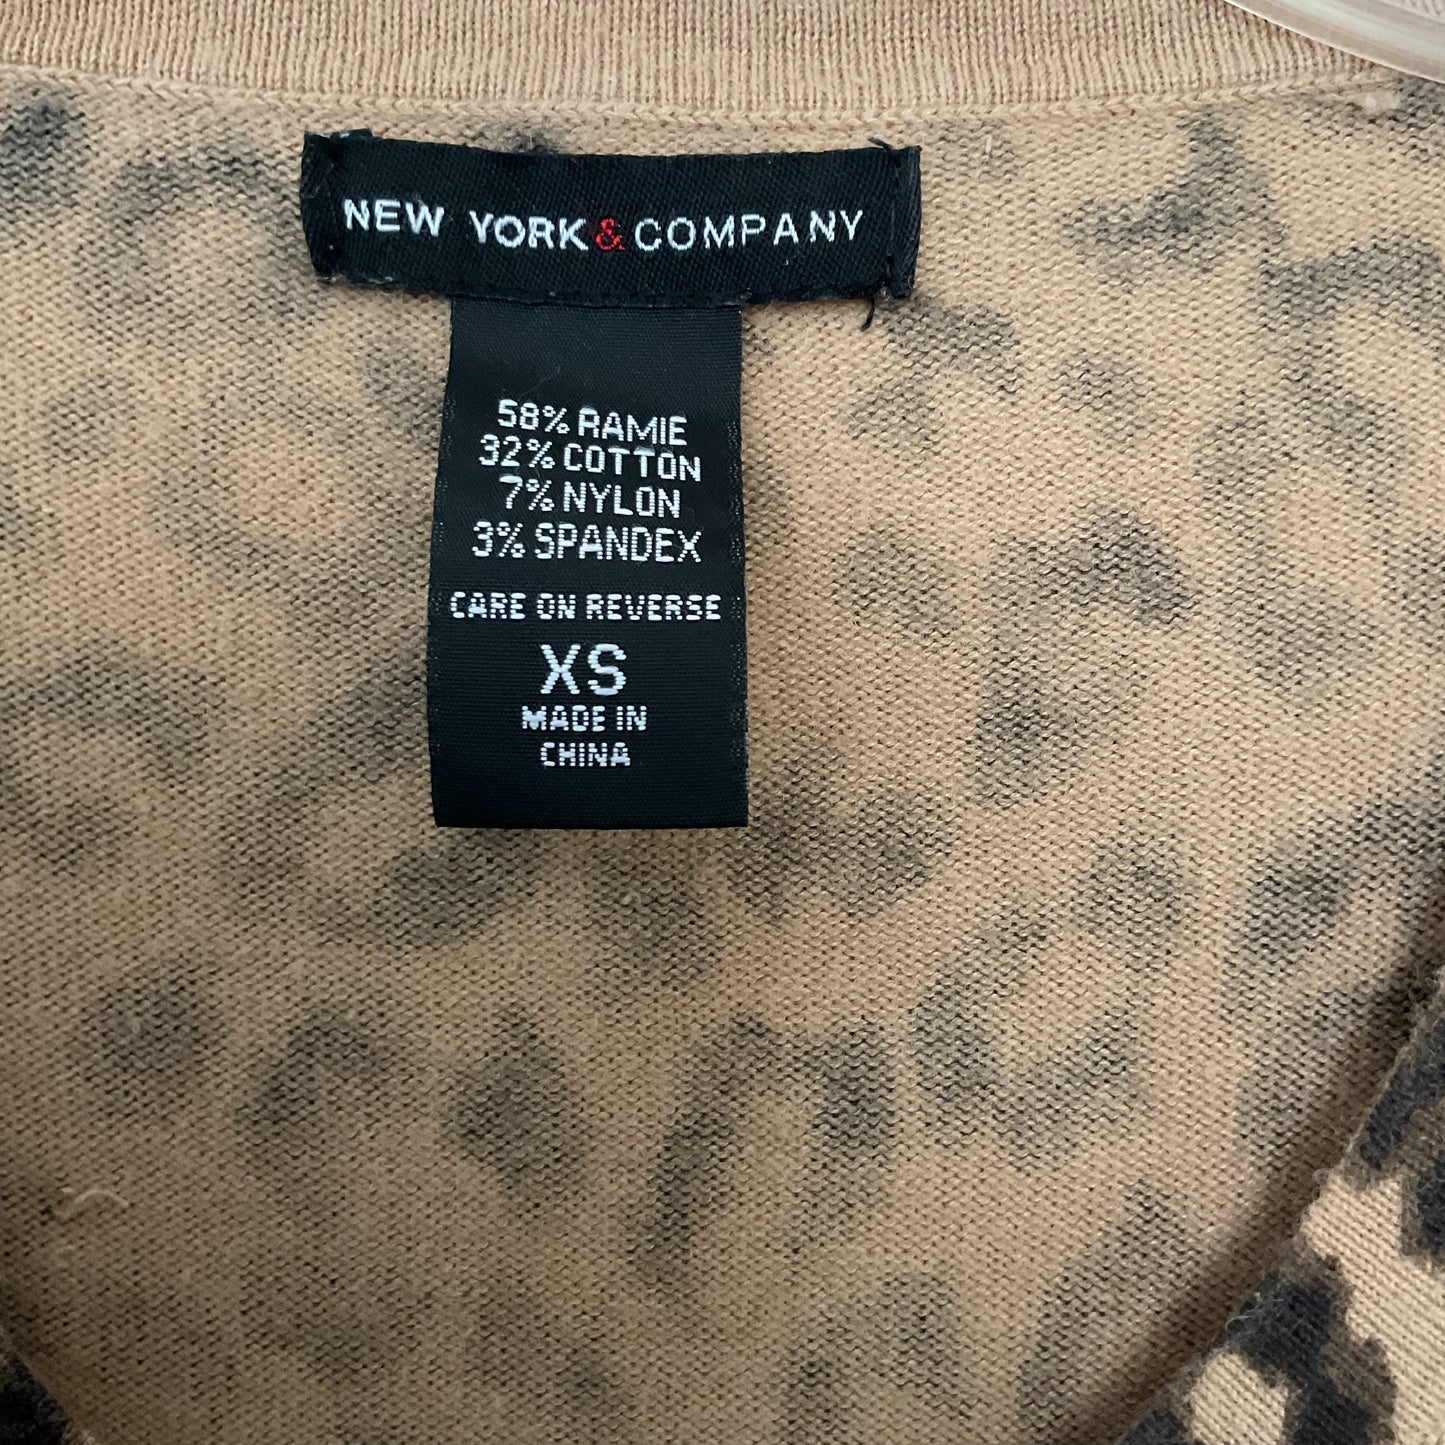 NEW YORK & COMPANY
58% RAMIE
32% COTTON
7% NYLON
3% SPANDEX
CARE ON REVERSE
XS
MADE IN
CHINA